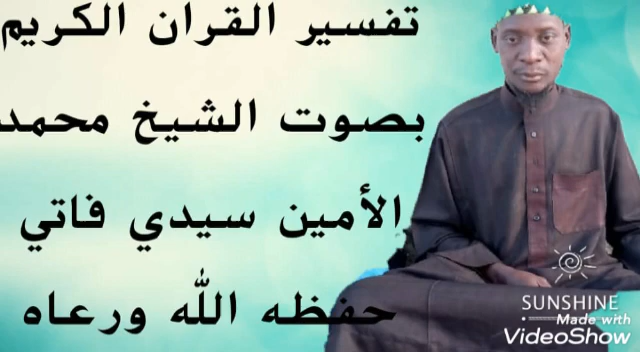 تفسير القران الكريم
بصوت الشيخ محمد
الأمين سيدي فاتي
حفظه الله ورعاه
SUNSHINE
Made with
VideoShow